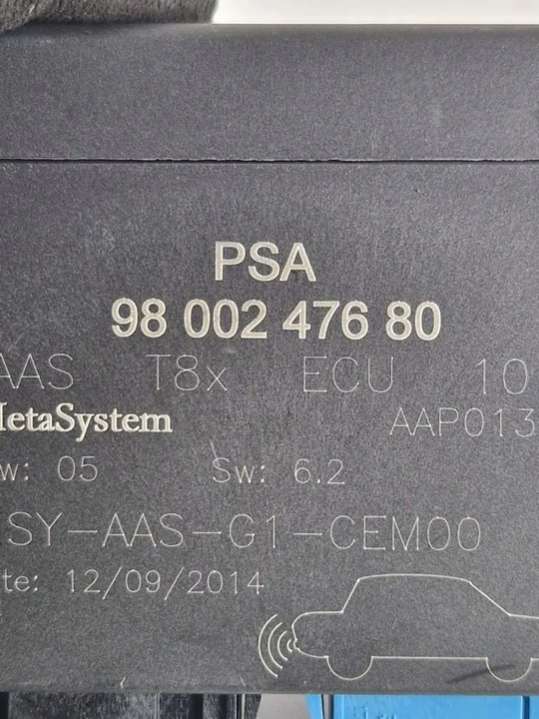 PSA
98 002 476 80
AAS T8x ECU 10
MetaSystem AAP013
w: 05 Sw: 6.2
SY-AAS-G1-CEM00
te: 12/09/2014